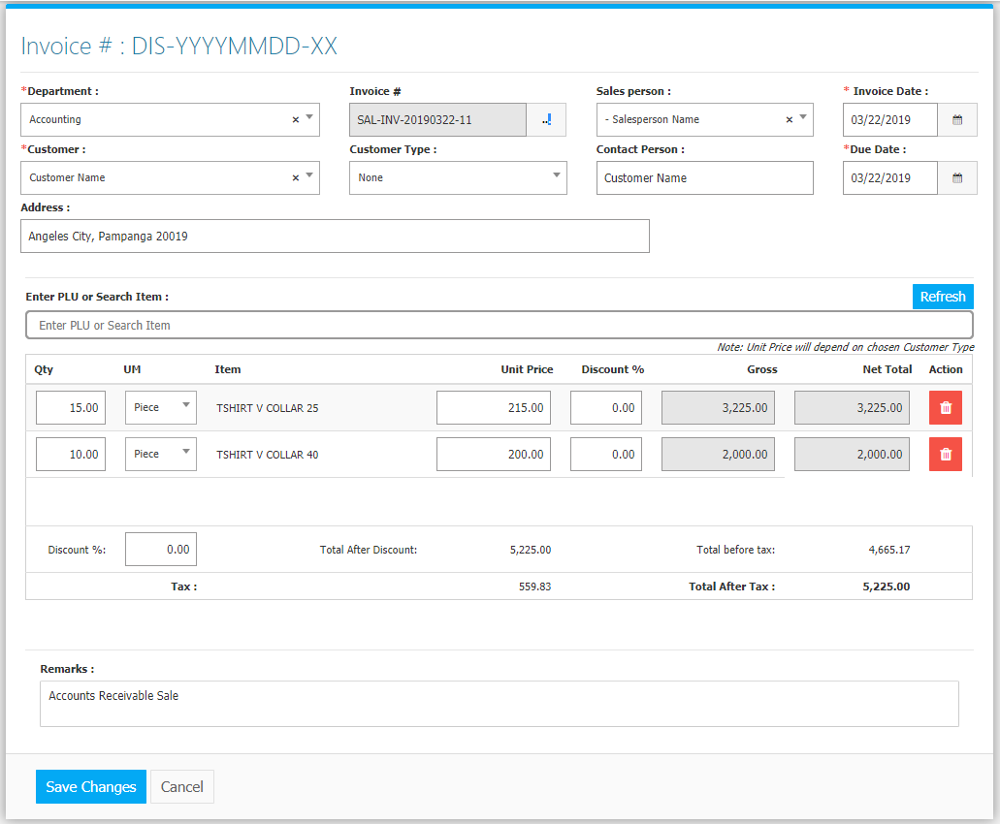 Invoice # : DIS-YYYYMMDD-XX
*Department : Invoice # Sales person : * Invoice Date :
Accounting × SAL-INV-20190322-11 ..! - Salesperson Name × 03/22/2019
*Customer : Customer Type : Contact Person : *Due Date :
Customer Name × None Customer Name 03/22/2019
Address :
Angeles City, Pampanga 20019
Enter PLU or Search Item : Refresh
Enter PLU or Search Item
Note: Unit Price will depend on chosen Customer Type
Qty UM Item Unit Price Discount % Gross Net Total Action
15.00 Piece TSHIRT V COLLAR 25 215.00 0.00 3,225.00 3,225.00
10.00 Piece TSHIRT V COLLAR 40 200.00 0.00 2,000.00 2,000.00
Discount %: 0.00 Total After Discount: 5,225.00 Total before tax: 4,665.17
Tax : 559.83 Total After Tax : 5,225.00
Remarks :
Accounts Receivable Sale
Save Changes Cancel